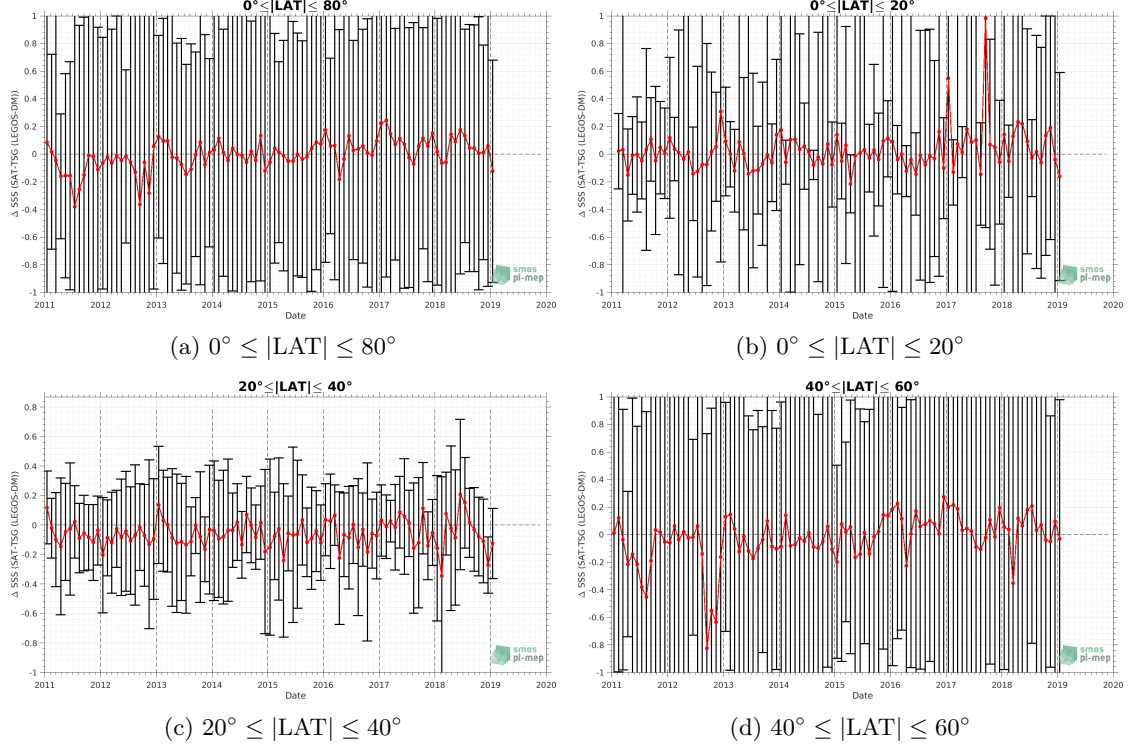 0°≤|LAT|≤ 80°
Δ SSS (SAT-TSG (LEGOS-DM))
1
0.8
0.6
0.4
0.2
0
-0.2
-0.4
-0.6
-0.8
-1
smos
pi-mep
2011 2012 2013 2014 2015 2016 2017 2018 2019 2020
Date
(a) 0° ≤ |LAT| ≤ 80°
0°≤|LAT|≤ 20°
Δ SSS (SAT-TSG (LEGOS-DM))
1
0.8
0.6
0.4
0.2
0
-0.2
-0.4
-0.6
-0.8
-1
smos
pi-mep
2011 2012 2013 2014 2015 2016 2017 2018 2019 2020
Date
(b) 0° ≤ |LAT| ≤ 20°
20°≤|LAT|≤ 40°
Δ SSS (SAT-TSG (LEGOS-DM))
0.8
0.6
0.4
0.2
0
-0.2
-0.4
-0.6
-0.8
-1
smos
pi-mep
2011 2012 2013 2014 2015 2016 2017 2018 2019 2020
Date
(c) 20° ≤ |LAT| ≤ 40°
40°≤|LAT|≤ 60°
Δ SSS (SAT-TSG (LEGOS-DM))
1
0.8
0.6
0.4
0.2
0
-0.2
-0.4
-0.6
-0.8
-1
smos
pi-mep
2011 2012 2013 2014 2015 2016 2017 2018 2019 2020
Date
(d) 40° ≤ |LAT| ≤ 60°